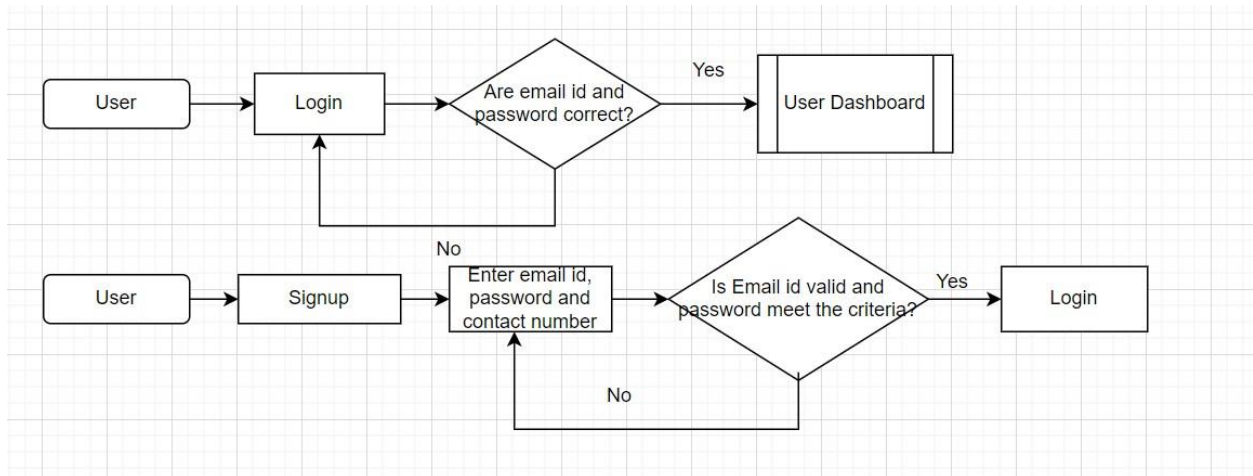 User
Login
Are email id and
password correct?
Yes
User Dashboard
No
User
Signup
Enter email id,
password and
contact number
Is Email id valid and
password meet the criteria?
Yes
Login
No